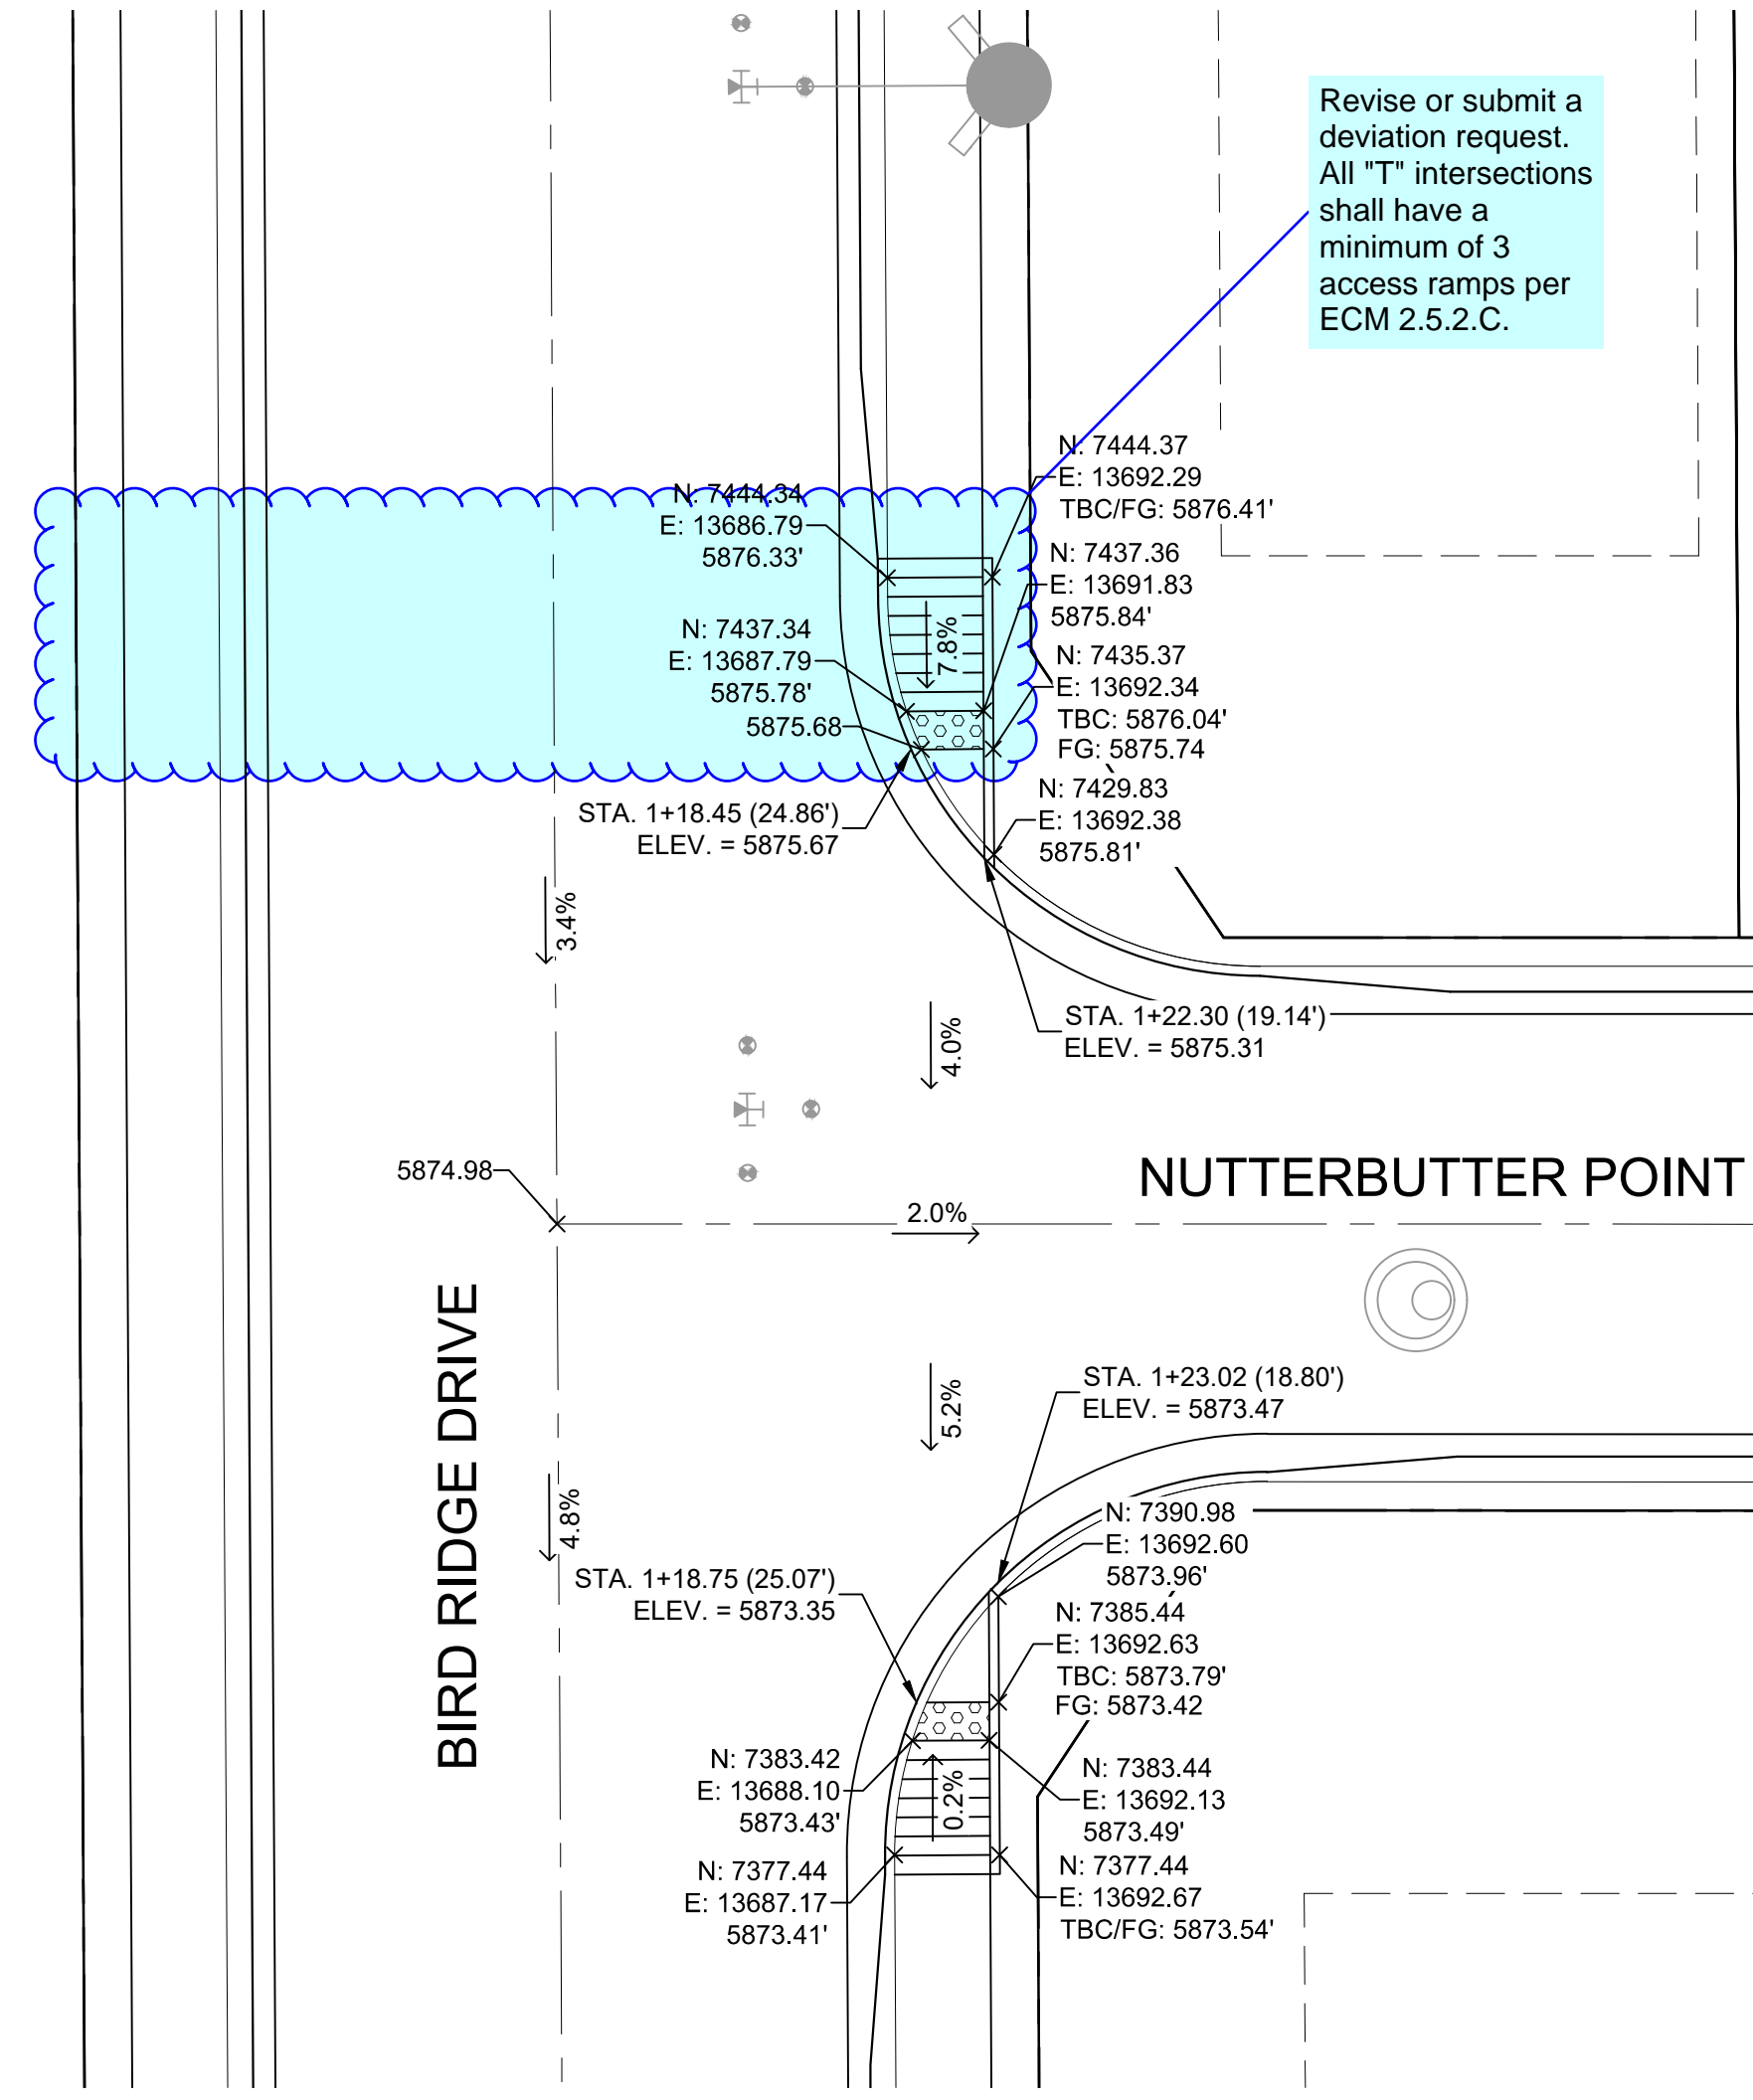 Revise or submit a
deviation request.
All "T" intersections
shall have a
minimum of 3
access ramps per
ECM 2.5.2.C.
N: 7444.37
E: 13692.29
TBC/FG: 5876.41'
N: 7444.34
E: 13686.79
5876.33'
N: 7437.36
E: 13691.83
5875.84'
N: 7437.34
E: 13687.79
5875.78'
7.8%
N: 7435.37
E: 13692.34
TBC: 5876.04'
FG: 5875.74
5875.68
N: 7429.83
E: 13692.38
5875.81'
STA. 1+18.45 (24.86')
ELEV. = 5875.67
3.4%
4.0%
STA. 1+22.30 (19.14')
ELEV. = 5875.31
5874.98
NUTTERBUTTER POINT
2.0%
BIRD RIDGE DRIVE
5.2%
STA. 1+23.02 (18.80')
ELEV. = 5873.47
4.8%
N: 7390.98
E: 13692.60
5873.96'
STA. 1+18.75 (25.07')
ELEV. = 5873.35
N: 7385.44
E: 13692.63
TBC: 5873.79'
FG: 5873.42
N: 7383.42
E: 13688.10
5873.43'
0.2%
N: 7383.44
E: 13692.13
5873.49'
N: 7377.44
E: 13687.17
5873.41'
N: 7377.44
E: 13692.67
TBC/FG: 5873.54'